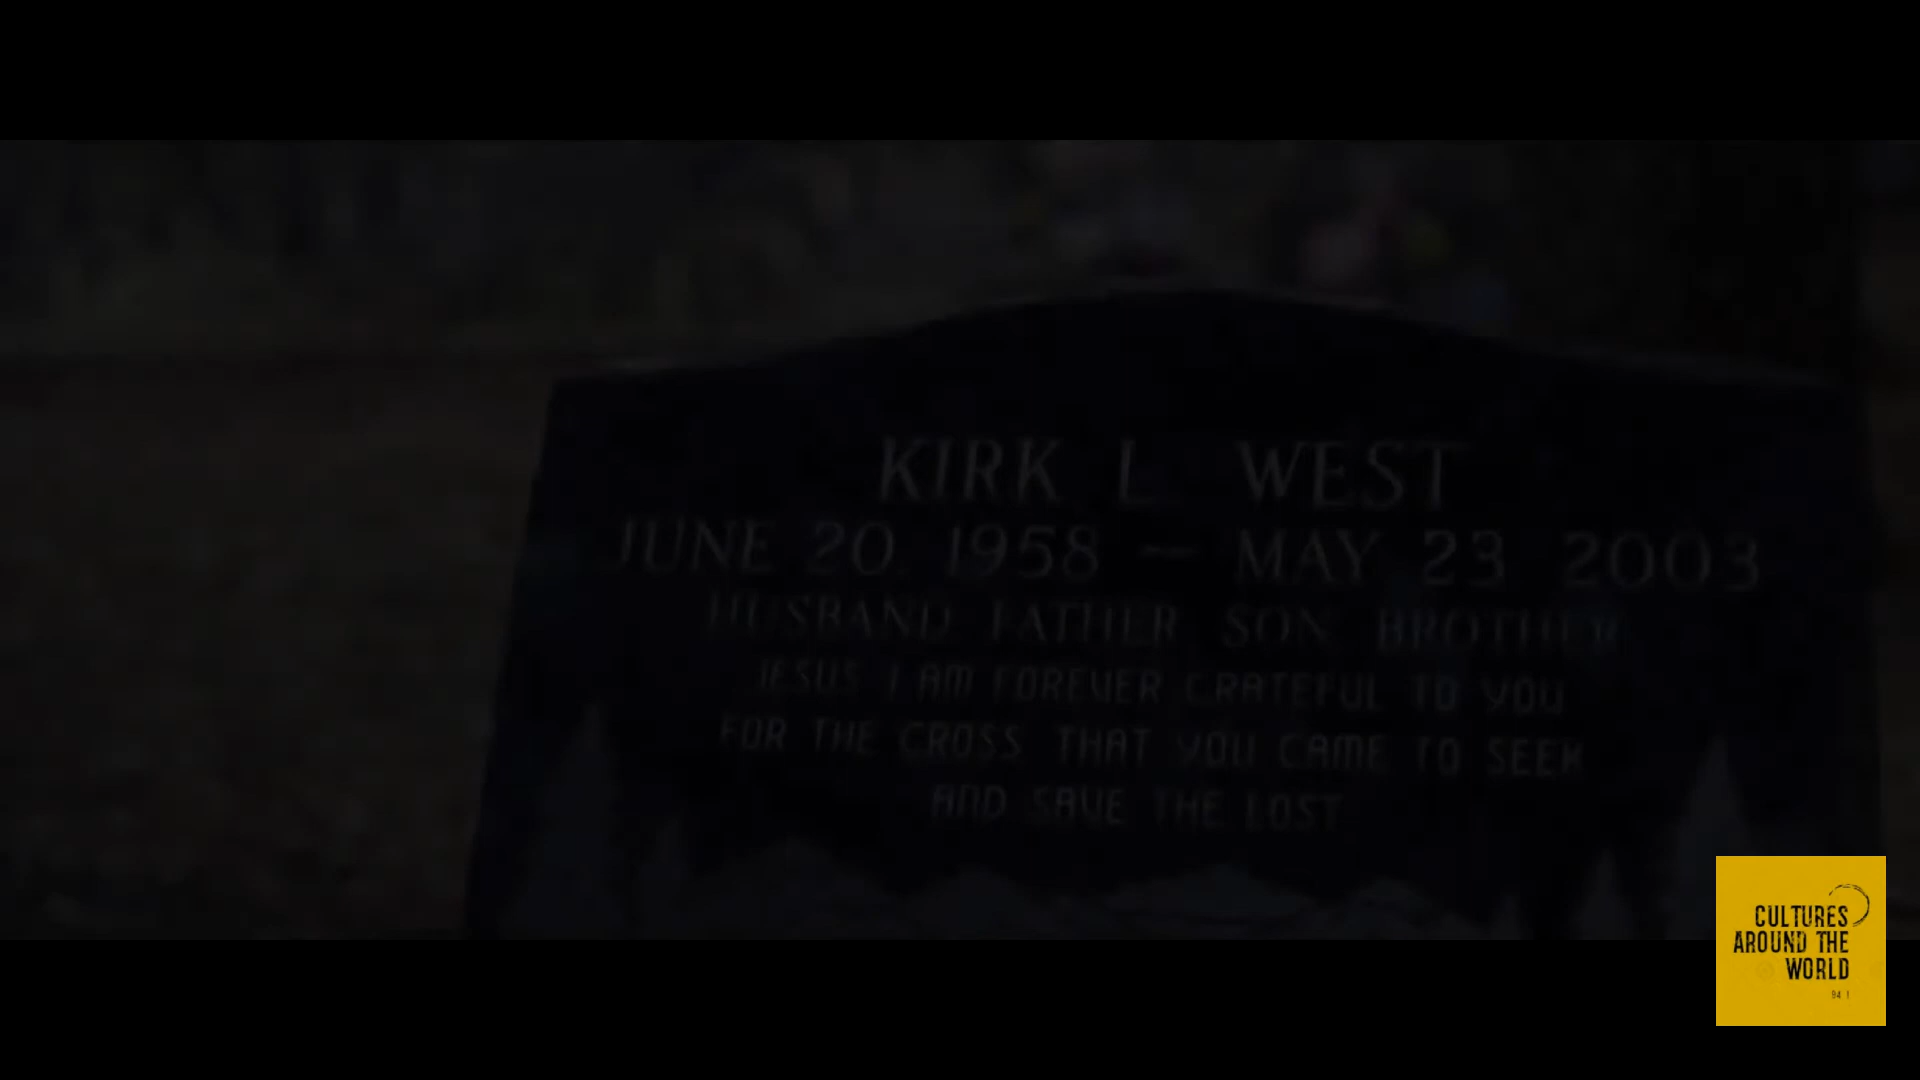 KIRK L. WEST
JUNE 20, 1958 – MAY 23, 2003
HUSBAND FATHER SON BROTHER
JESUS I AM FOREVER GRATEFUL TO YOU
FOR THE CROSS THAT YOU CAME TO SEEK
AND SAVE THE LOST
CULTURES
AROUND THE
WORLD